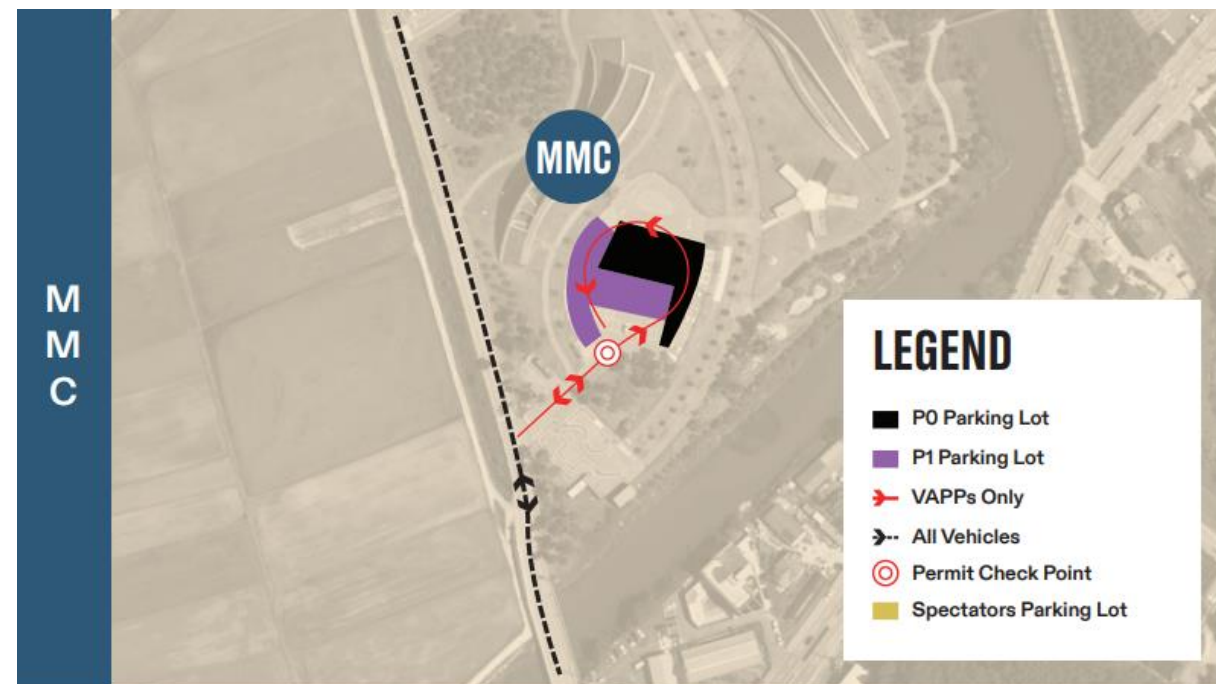 M
M
C
MMC
LEGEND
P0 Parking Lot
P1 Parking Lot
VAPPs Only
All Vehicles
Permit Check Point
Spectators Parking Lot